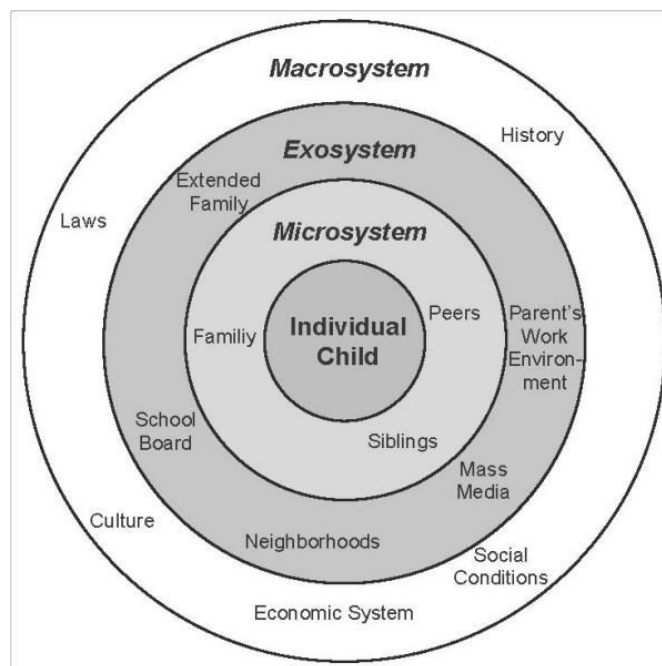 Macrosystem
History
Exosystem
Extended
Family
Laws
Microsystem
Individual
Child
Peers
Familiy
Parent's
Work
Environ-
ment
School
Board
Siblings
Mass
Media
Culture
Neighborhoods
Social
Conditions
Economic System